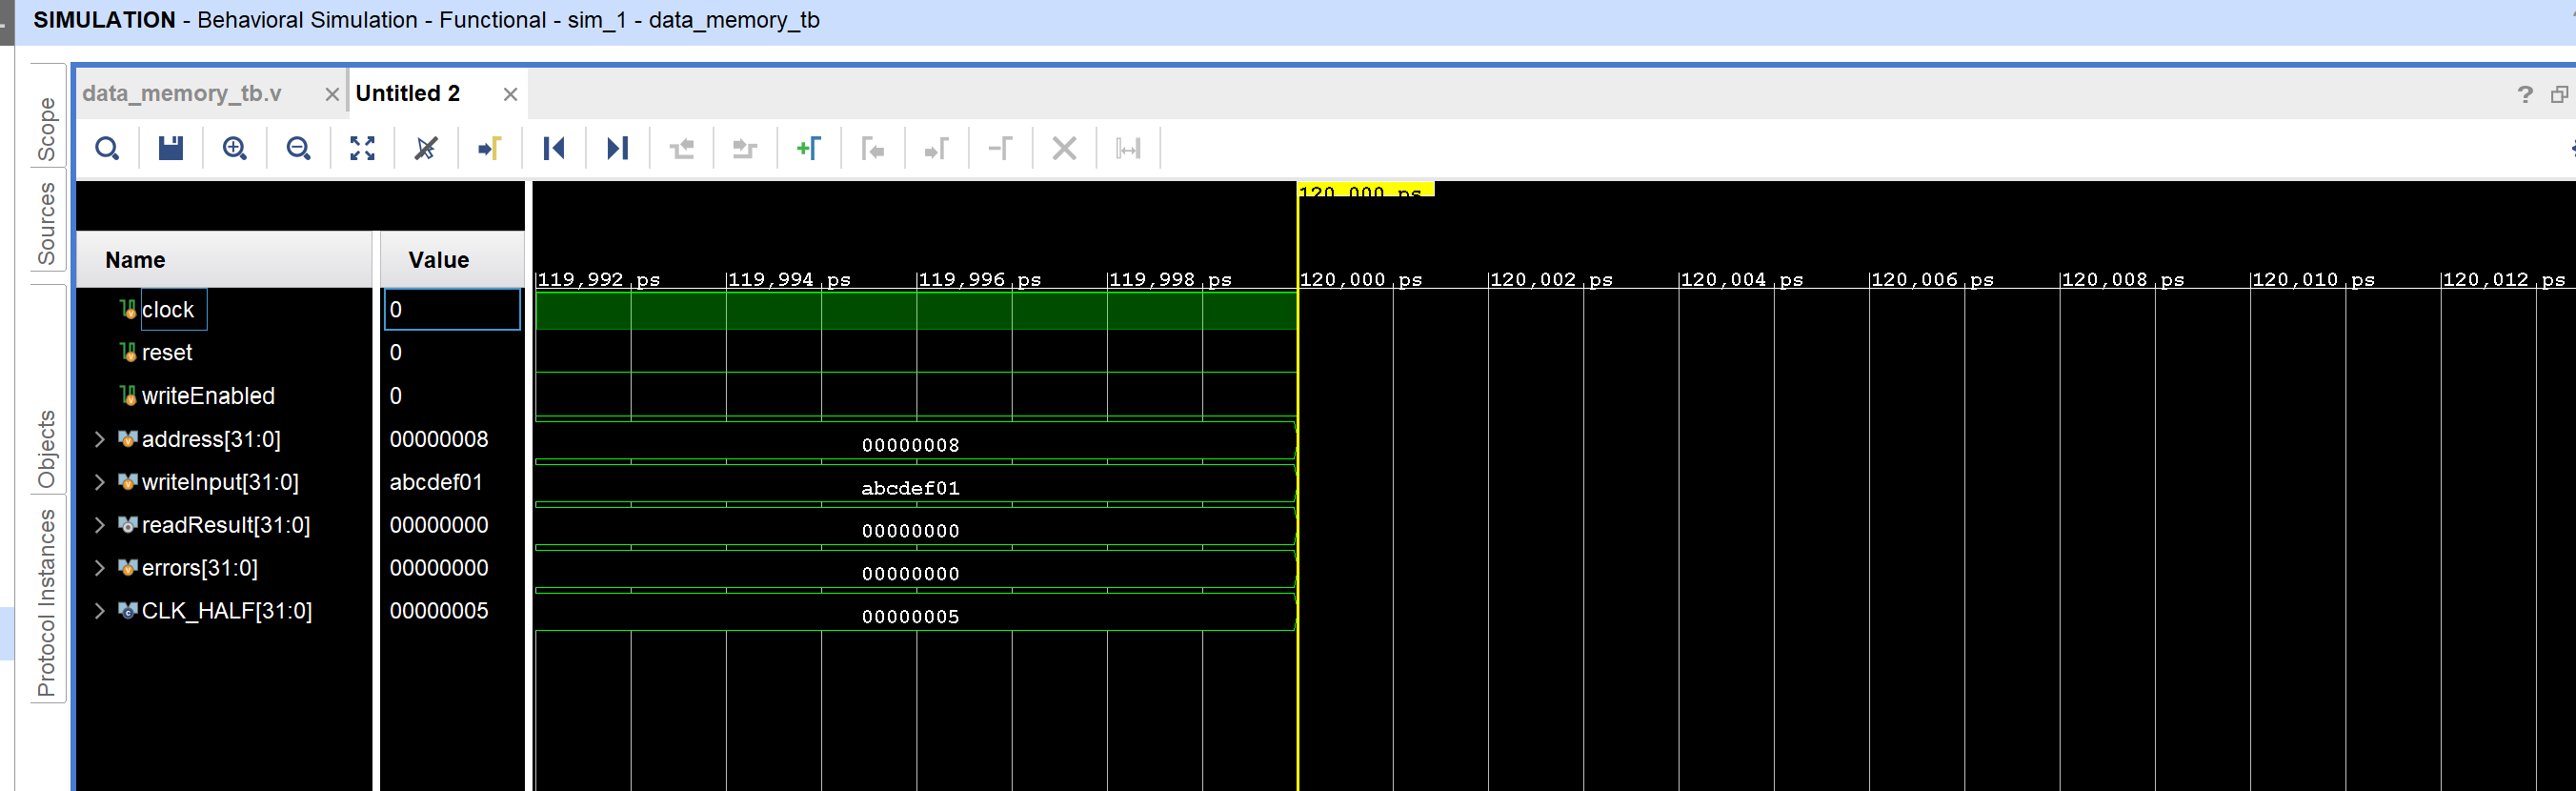 SIMULATION - Behavioral Simulation - Functional - sim_1 - data_memory_tb
Scope
Sources
Objects
Protocol Instances
data_memory_tb.v
Untitled 2
?
120,000 ps
Name Value
119,992 ps 119,994 ps 119,996 ps 119,998 ps 120,000 ps 120,002 ps 120,004 ps 120,006 ps 120,008 ps 120,010 ps 120,012 ps
clock 0
reset 0
writeEnabled 0
address[31:0] 00000008 00000008
writeInput[31:0] abcdef01 abcdef01
readResult[31:0] 00000000 00000000
errors[31:0] 00000000 00000000
CLK_HALF[31:0] 00000005 00000005